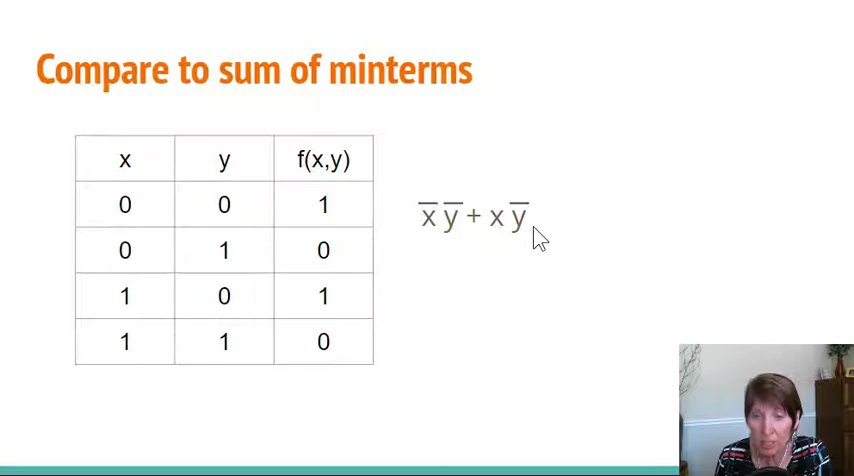 Compare to sum of minterms
x y f(x,y)
0 0 1
0 1 0
1 0 1
1 1 0
x̅ y̅ + x y̅